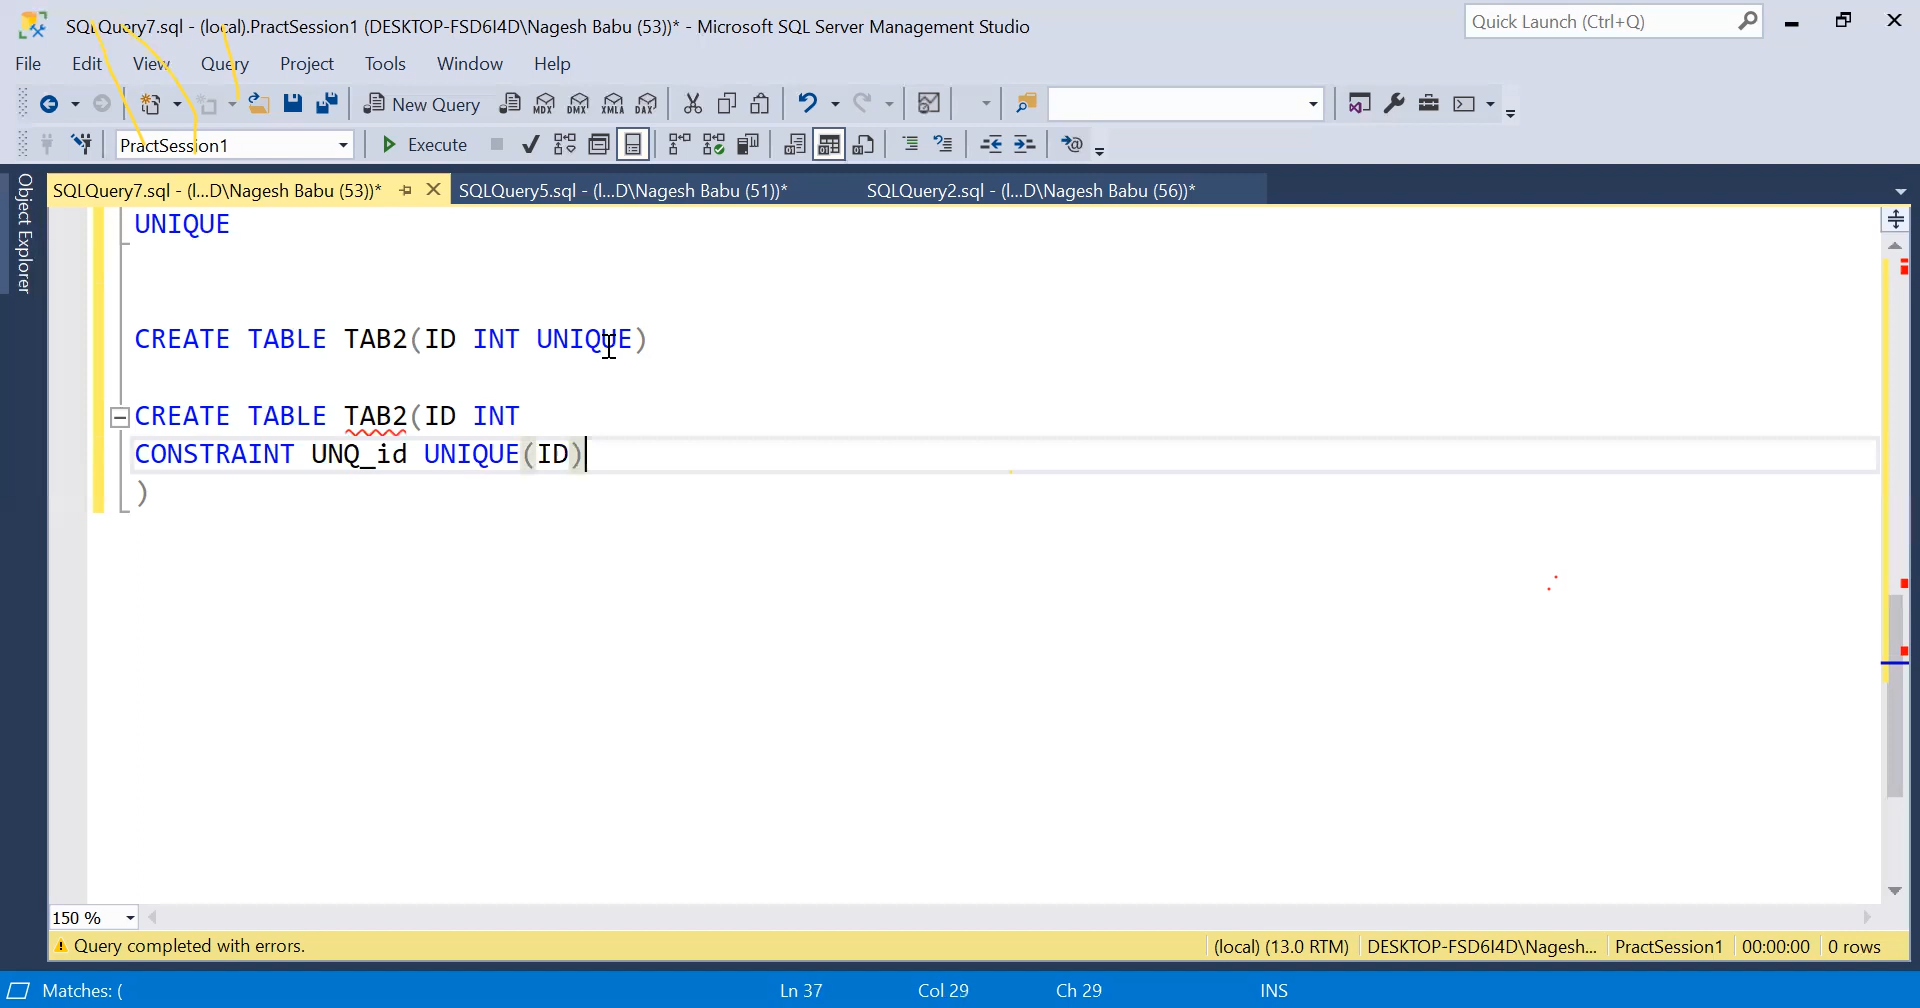 SQLQuery7.sql - (local).PractSession1 (DESKTOP-FSD6I4D\Nagesh Babu (53))* - Microsoft SQL Server Management Studio
Quick Launch (Ctrl+Q)
File Edit View Query Project Tools Window Help
New Query MDX DMX XMLA DAX
PractSession1 Execute
Object Explorer
SQLQuery7.sql - (l...D\Nagesh Babu (53))* SQLQuery5.sql - (l...D\Nagesh Babu (51))* SQLQuery2.sql - (l...D\Nagesh Babu (56))*
UNIQUE
CREATE TABLE TAB2(ID INT UNIQUE)
CREATE TABLE TAB2(ID INT
CONSTRAINT UNQ_id UNIQUE(ID)
)
150 %
Query completed with errors. (local) (13.0 RTM) DESKTOP-FSD6I4D\Nagesh... PractSession1 00:00:00 0 rows
Matches: ( Ln 37 Col 29 Ch 29 INS